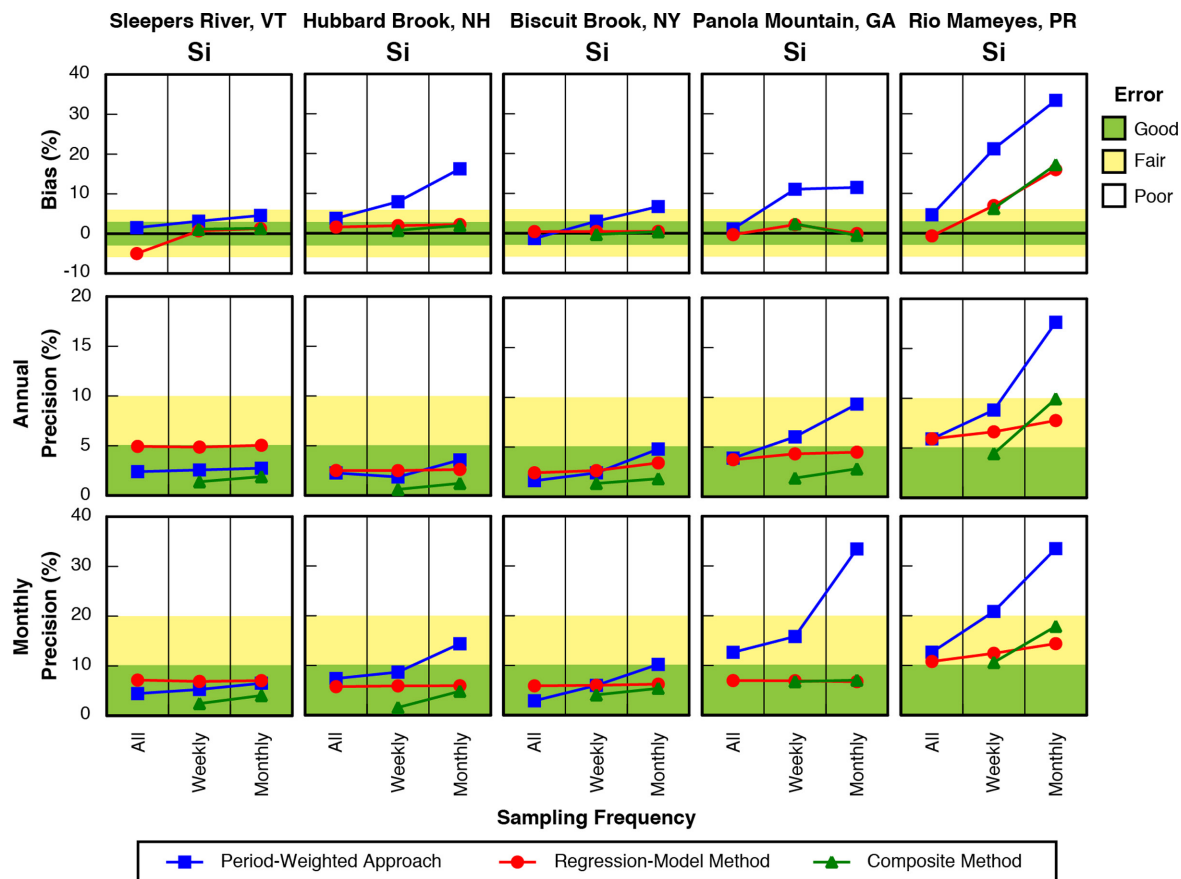 Sleepers River, VT Hubbard Brook, NH Biscuit Brook, NY Panola Mountain, GA Rio Mameyes, PR
Si Si Si Si Si
40
30
20
10
0
-10
Bias (%)
Error
Good
Fair
Poor
20
15
10
5
0
Annual
Precision (%)
40
30
20
10
0
Monthly
Precision (%)
All Weekly Monthly All Weekly Monthly All Weekly Monthly All Weekly Monthly All Weekly Monthly
Sampling Frequency
Period-Weighted Approach Regression-Model Method Composite Method